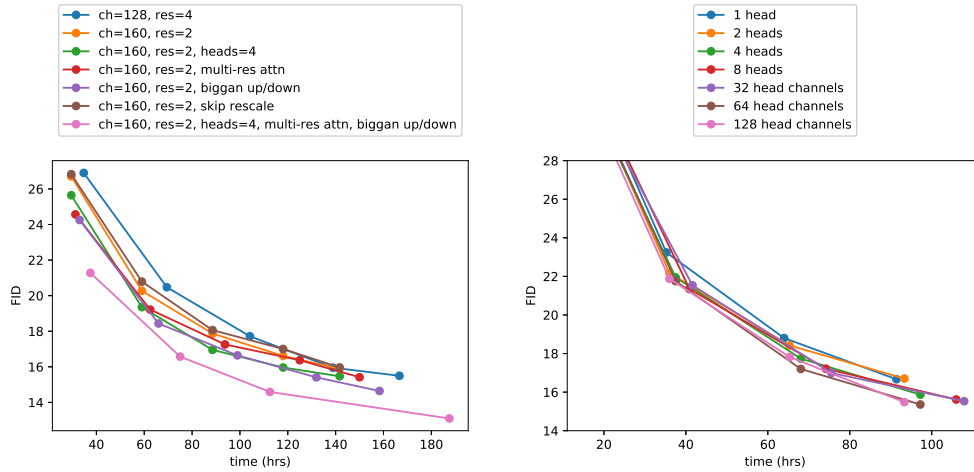 ch=128, res=4
ch=160, res=2
ch=160, res=2, heads=4
ch=160, res=2, multi-res attn
ch=160, res=2, biggan up/down
ch=160, res=2, skip rescale
ch=160, res=2, heads=4, multi-res attn, biggan up/down
26
24
22
20
18
16
14
FID
40 60 80 100 120 140 160 180
time (hrs)
1 head
2 heads
4 heads
8 heads
32 head channels
64 head channels
128 head channels
28
26
24
22
20
18
16
14
FID
20 40 60 80 100
time (hrs)